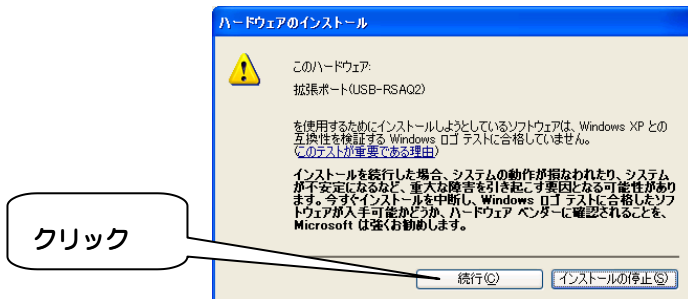 ハードウェアのインストール
このハードウェア:
拡張ポート(USB-RSAQ2)
を使用するためにインストールしようとしているソフトウェアは、Windows XP との
互換性を検証する Windows ロゴ テストに合格していません。
(このテストが重要である理由)
インストールを続行した場合、システムの動作が損なわれたり、システム
が不安定になるなど、重大な障害を引き起こす要因となる可能性があり
ます。今すぐインストールを中断し、Windows ロゴ テストに合格したソフ
トウェアが入手可能かどうか、ハードウェア ベンダーに確認されることを、
Microsoft は強くお勧めします。
クリック
続行(C)
インストールの停止(S)